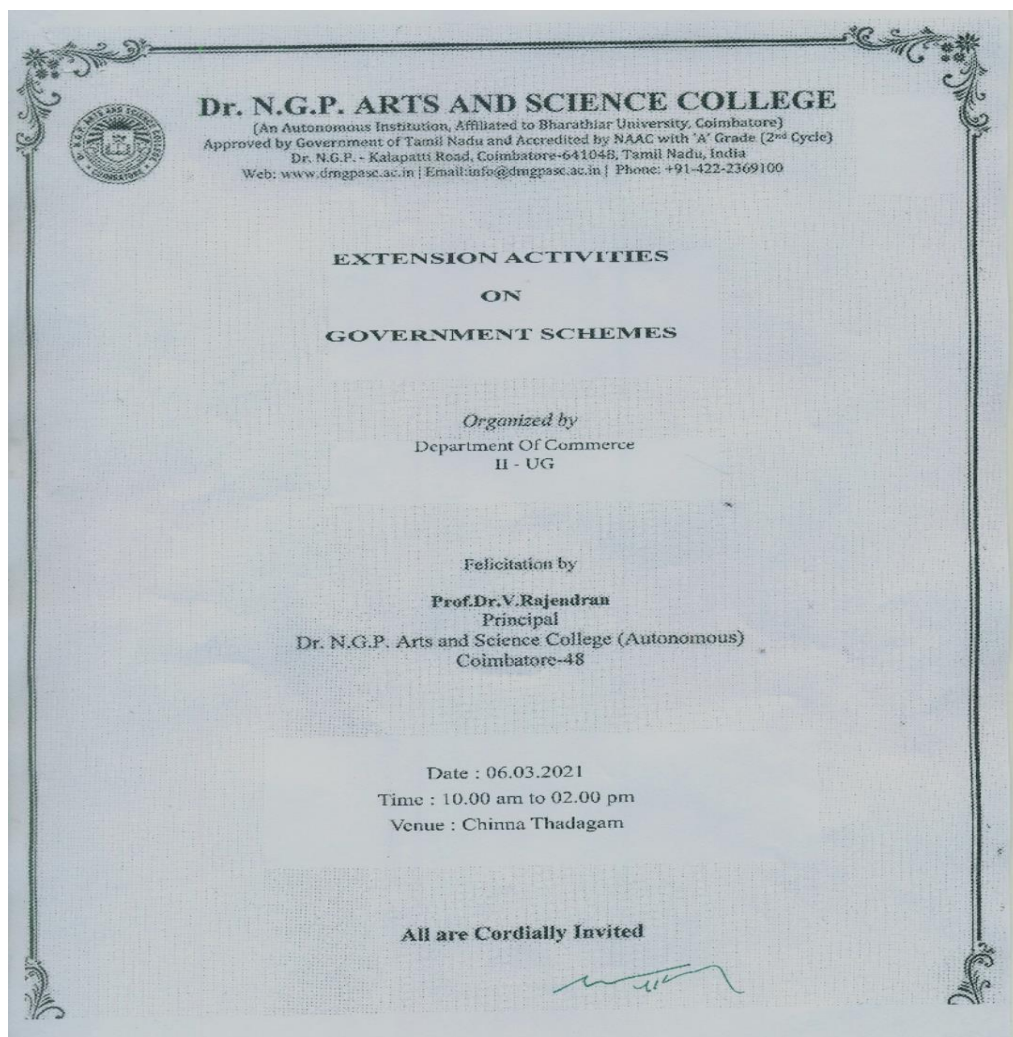 Dr. N.G.P. ARTS AND SCIENCE COLLEGE
(An Autonomous Institution, Affiliated to Bharathiar University, Coimbatore)
Approved by Government of Tamil Nadu and Accredited by NAAC with 'A' Grade (2nd Cycle)
Dr. N.G.P. - Kalapatti Road, Coimbatore-641048, Tamil Nadu, India
Web: www.drngpasc.ac.in | Email:info@drngpasc.ac.in | Phone: +91-422-2369100
EXTENSION ACTIVITIES
ON
GOVERNMENT SCHEMES
Organized by
Department Of Commerce
II - UG
Felicitation by
Prof.Dr.V.Rajendran
Principal
Dr. N.G.P. Arts and Science College (Autonomous)
Coimbatore-48
Date : 06.03.2021
Time : 10.00 am to 02.00 pm
Venue : Chinna Thadagam
All are Cordially Invited